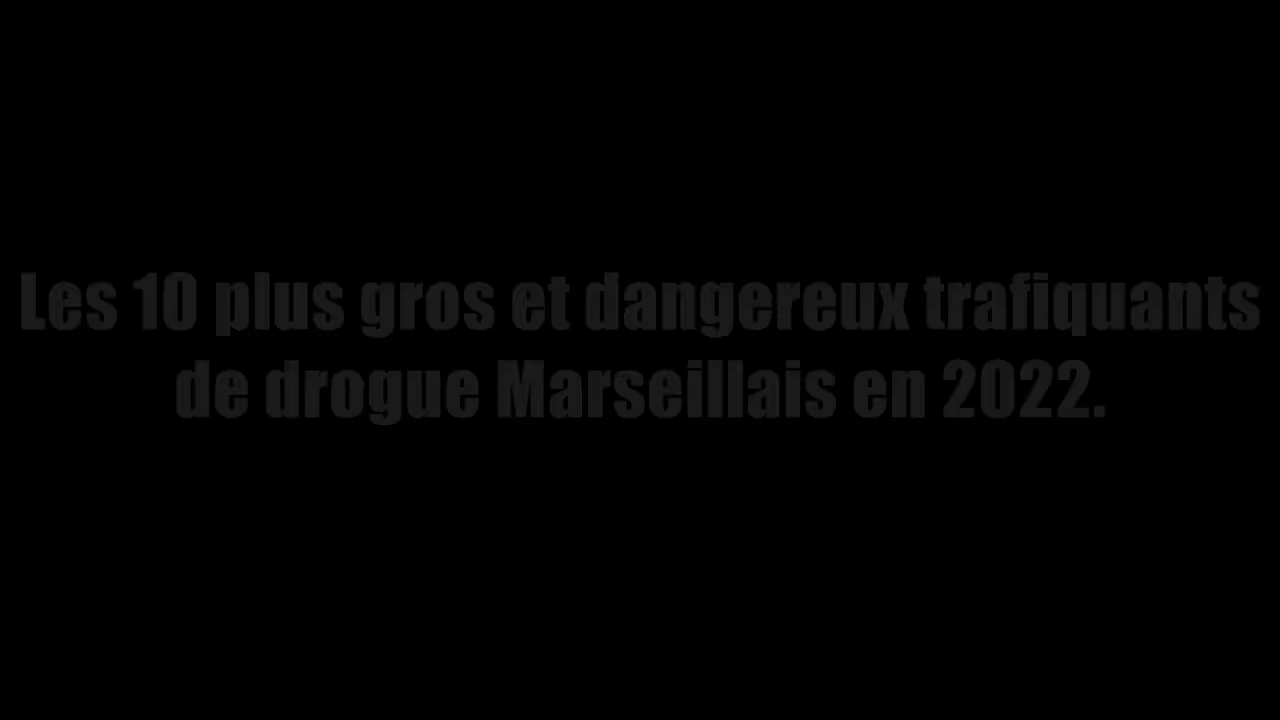 Les 10 plus gros et dangereux trafiquants
de drogue Marseillais en 2022.